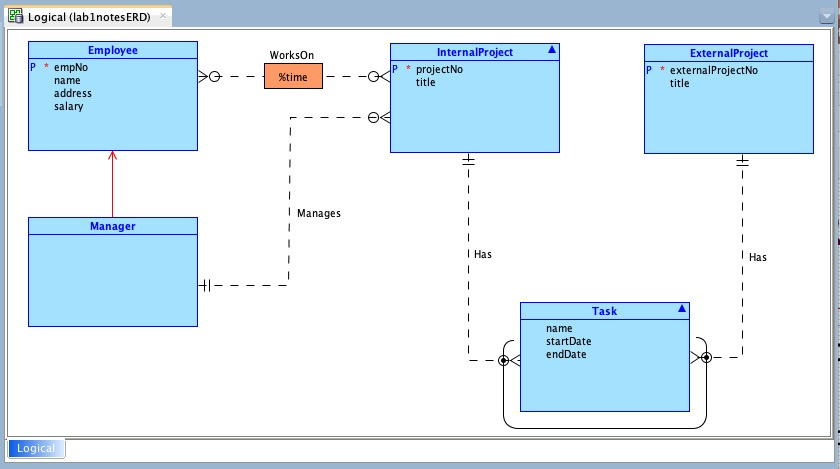 Logical (lab1notesERD)
Employee
P * empNo
name
address
salary
WorksOn
%time
InternalProject
P * projectNo
title
ExternalProject
P * externalProjectNo
title
Manager
Manages
Has
Has
Task
name
startDate
endDate
Logical